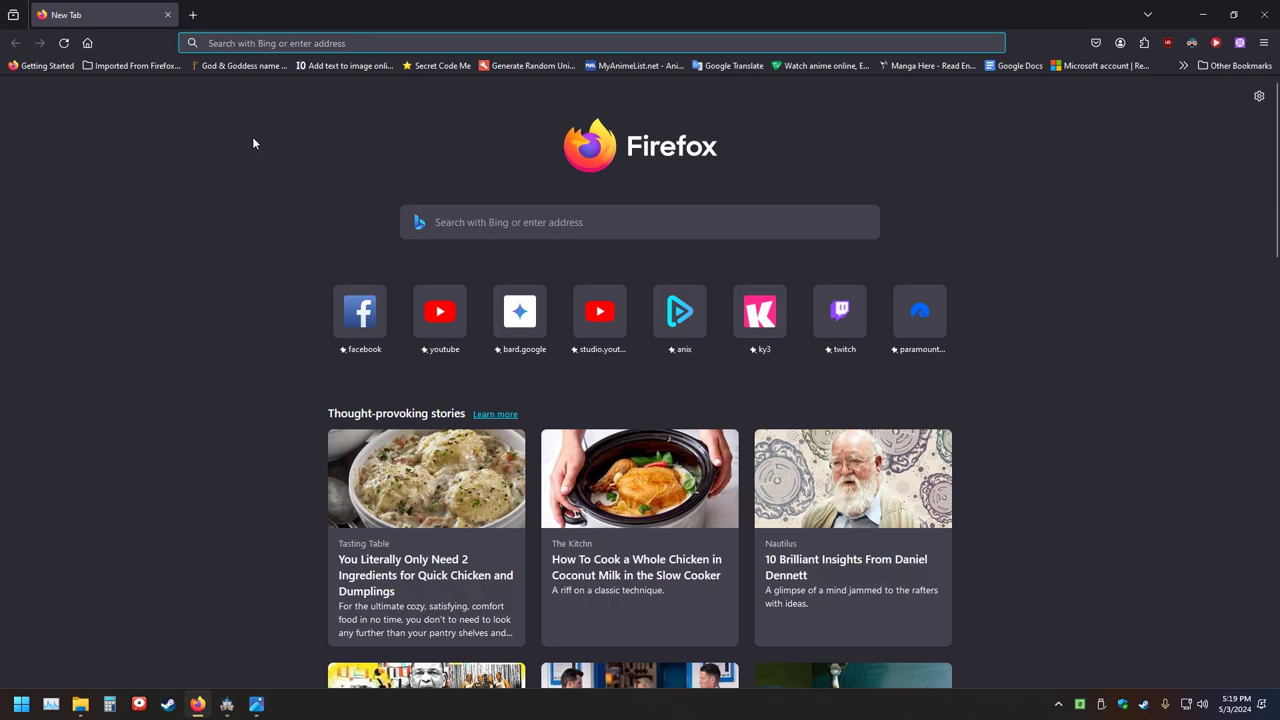 New Tab
Search with Bing or enter address
Getting Started
Imported From Firefox...
God & Goddess name ...
Add text to image onli...
Secret Code Me
Generate Random Uni...
MyAnimeList.net - Ani...
Google Translate
Watch anime online, E...
Manga Here - Read En...
Google Docs
Microsoft account | Re...
Other Bookmarks
Firefox
Search with Bing or enter address
facebook
youtube
bard.google
studio.yout...
anix
ky3
twitch
paramount...
Thought-provoking stories Learn more
Tasting Table
You Literally Only Need 2
Ingredients for Quick Chicken and
Dumplings
For the ultimate cozy, satisfying, comfort
food in no time, you don't to need to look
any further than your pantry shelves and...
The Kitchn
How To Cook a Whole Chicken in
Coconut Milk in the Slow Cooker
A riff on a classic technique.
Nautilus
10 Brilliant Insights From Daniel
Dennett
A glimpse of a mind jammed to the rafters
with ideas.
5:19 PM
5/3/2024